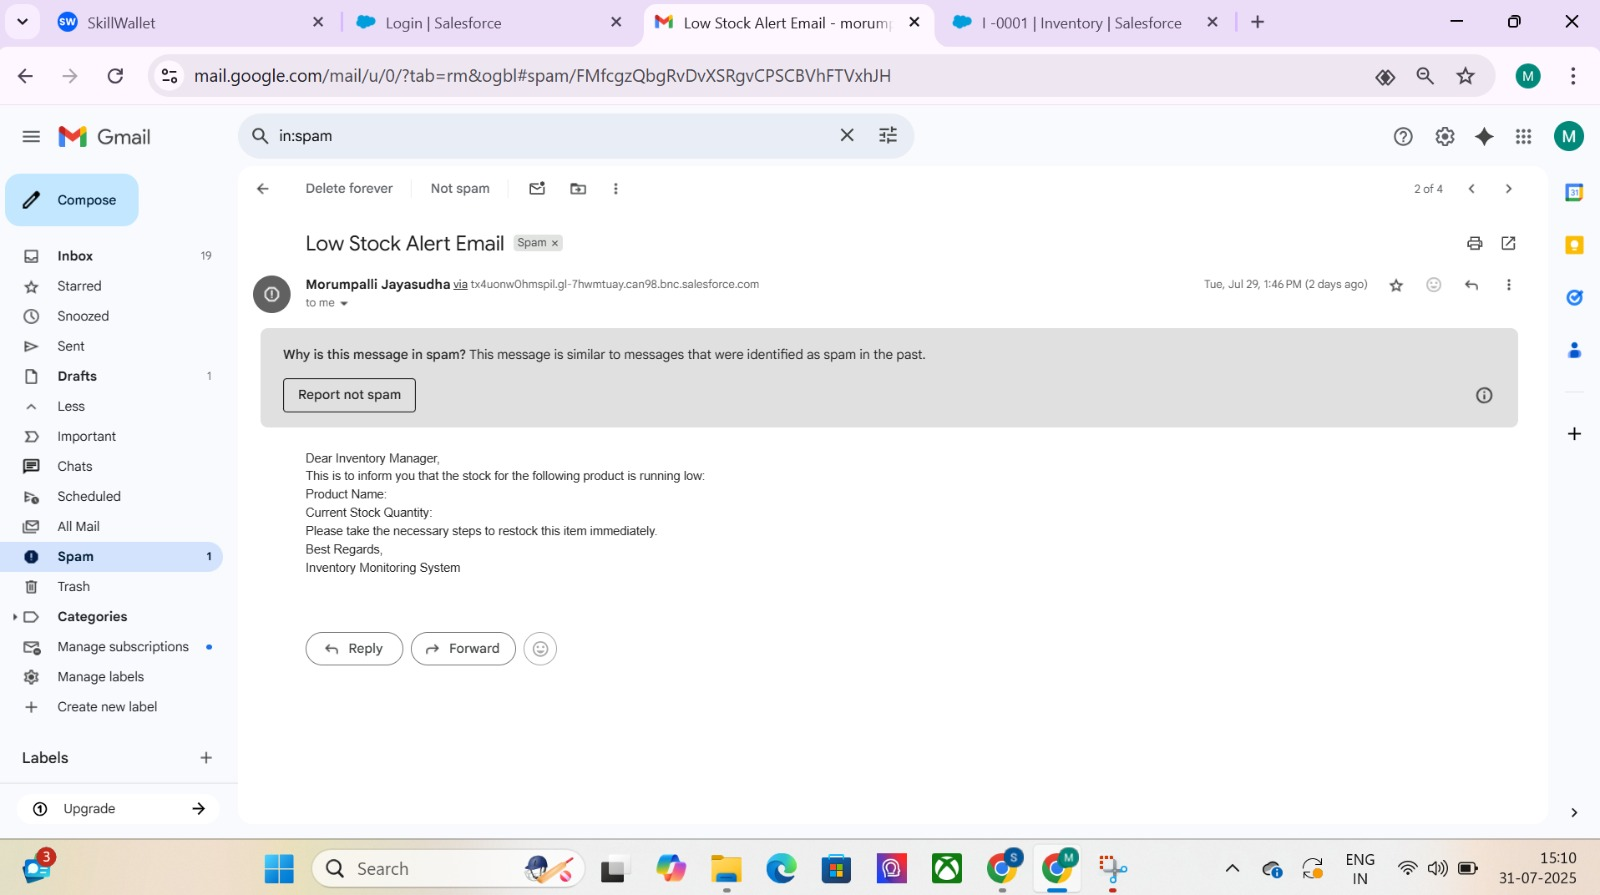 SW SkillWallet
Login | Salesforce
Low Stock Alert Email - morum
I -0001 | Inventory | Salesforce
mail.google.com/mail/u/0/?tab=rm&ogbl#spam/FMfcgzQbgRvDvXSRgvCPSCBVhFTVxhJH
M
Gmail
in:spam
M
Compose
Delete forever
Not spam
2 of 4
31
Low Stock Alert Email
Spam ×
Inbox 19
Starred
Snoozed
Sent
Drafts 1
Less
Important
Chats
Scheduled
All Mail
Spam 1
Trash
Categories
Manage subscriptions
Manage labels
Create new label
Labels
Upgrade
Morumpalli Jayasudha via tx4uonw0hmspil.gl-7hwmtuay.can98.bnc.salesforce.com
Tue, Jul 29, 1:46 PM (2 days ago)
to me
Why is this message in spam? This message is similar to messages that were identified as spam in the past.
Report not spam
Dear Inventory Manager,
This is to inform you that the stock for the following product is running low:
Product Name:
Current Stock Quantity:
Please take the necessary steps to restock this item immediately.
Best Regards,
Inventory Monitoring System
Reply
Forward
3
Search
S
M
ENG
IN
15:10
31-07-2025